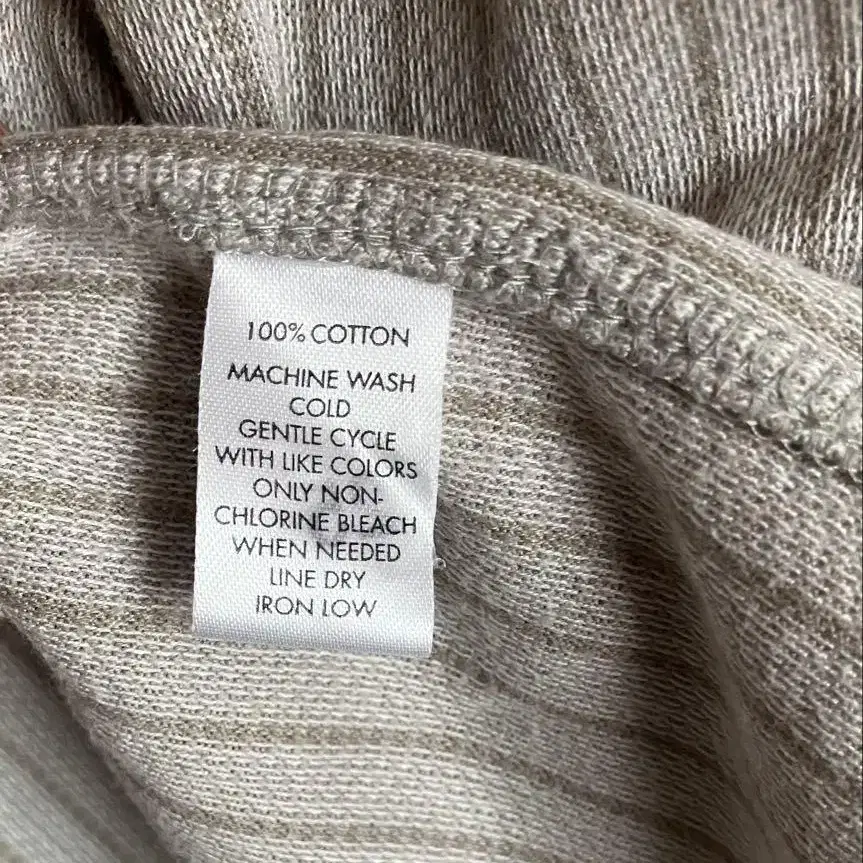 100% COTTON
MACHINE WASH
COLD
GENTLE CYCLE
WITH LIKE COLORS
ONLY NON-
CHLORINE BLEACH
WHEN NEEDED
LINE DRY
IRON LOW